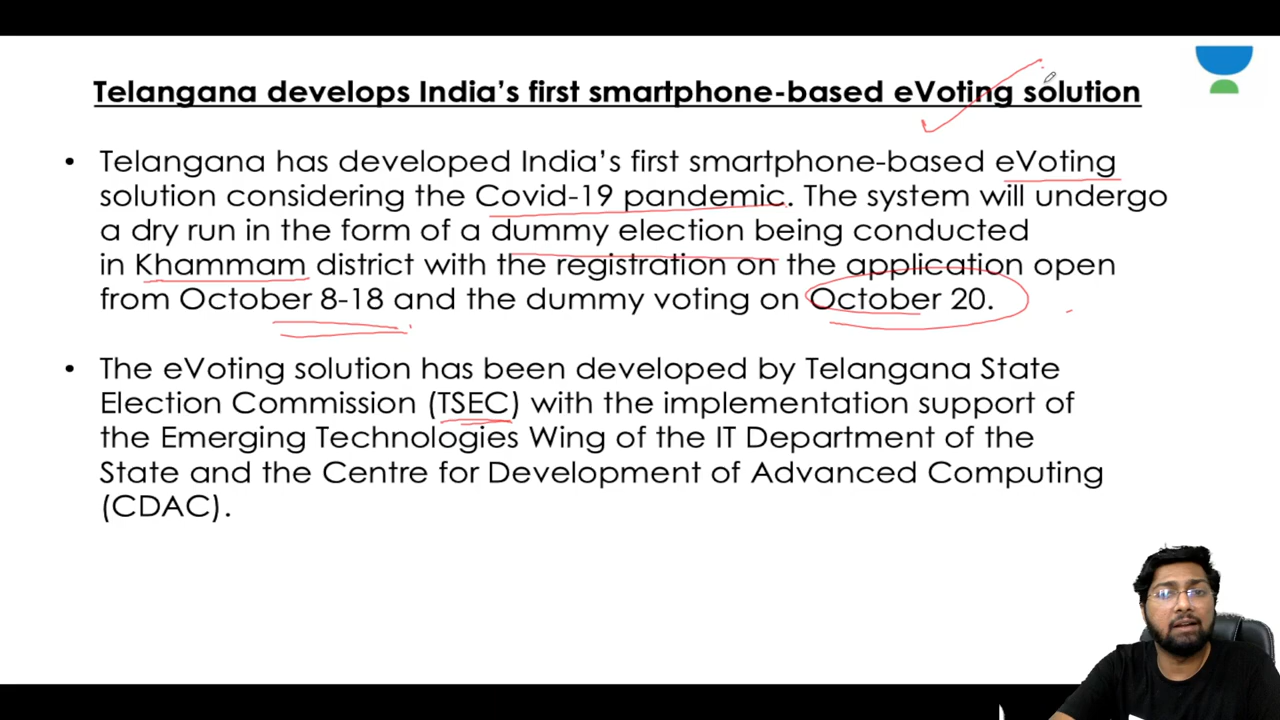 Telangana develops India's first smartphone-based eVoting solution
• Telangana has developed India's first smartphone-based eVoting
solution considering the Covid-19 pandemic. The system will undergo
a dry run in the form of a dummy election being conducted
in Khammam district with the registration on the application open
from October 8-18 and the dummy voting on October 20.
• The eVoting solution has been developed by Telangana State
Election Commission (TSEC) with the implementation support of
the Emerging Technologies Wing of the IT Department of the
State and the Centre for Development of Advanced Computing
(CDAC).